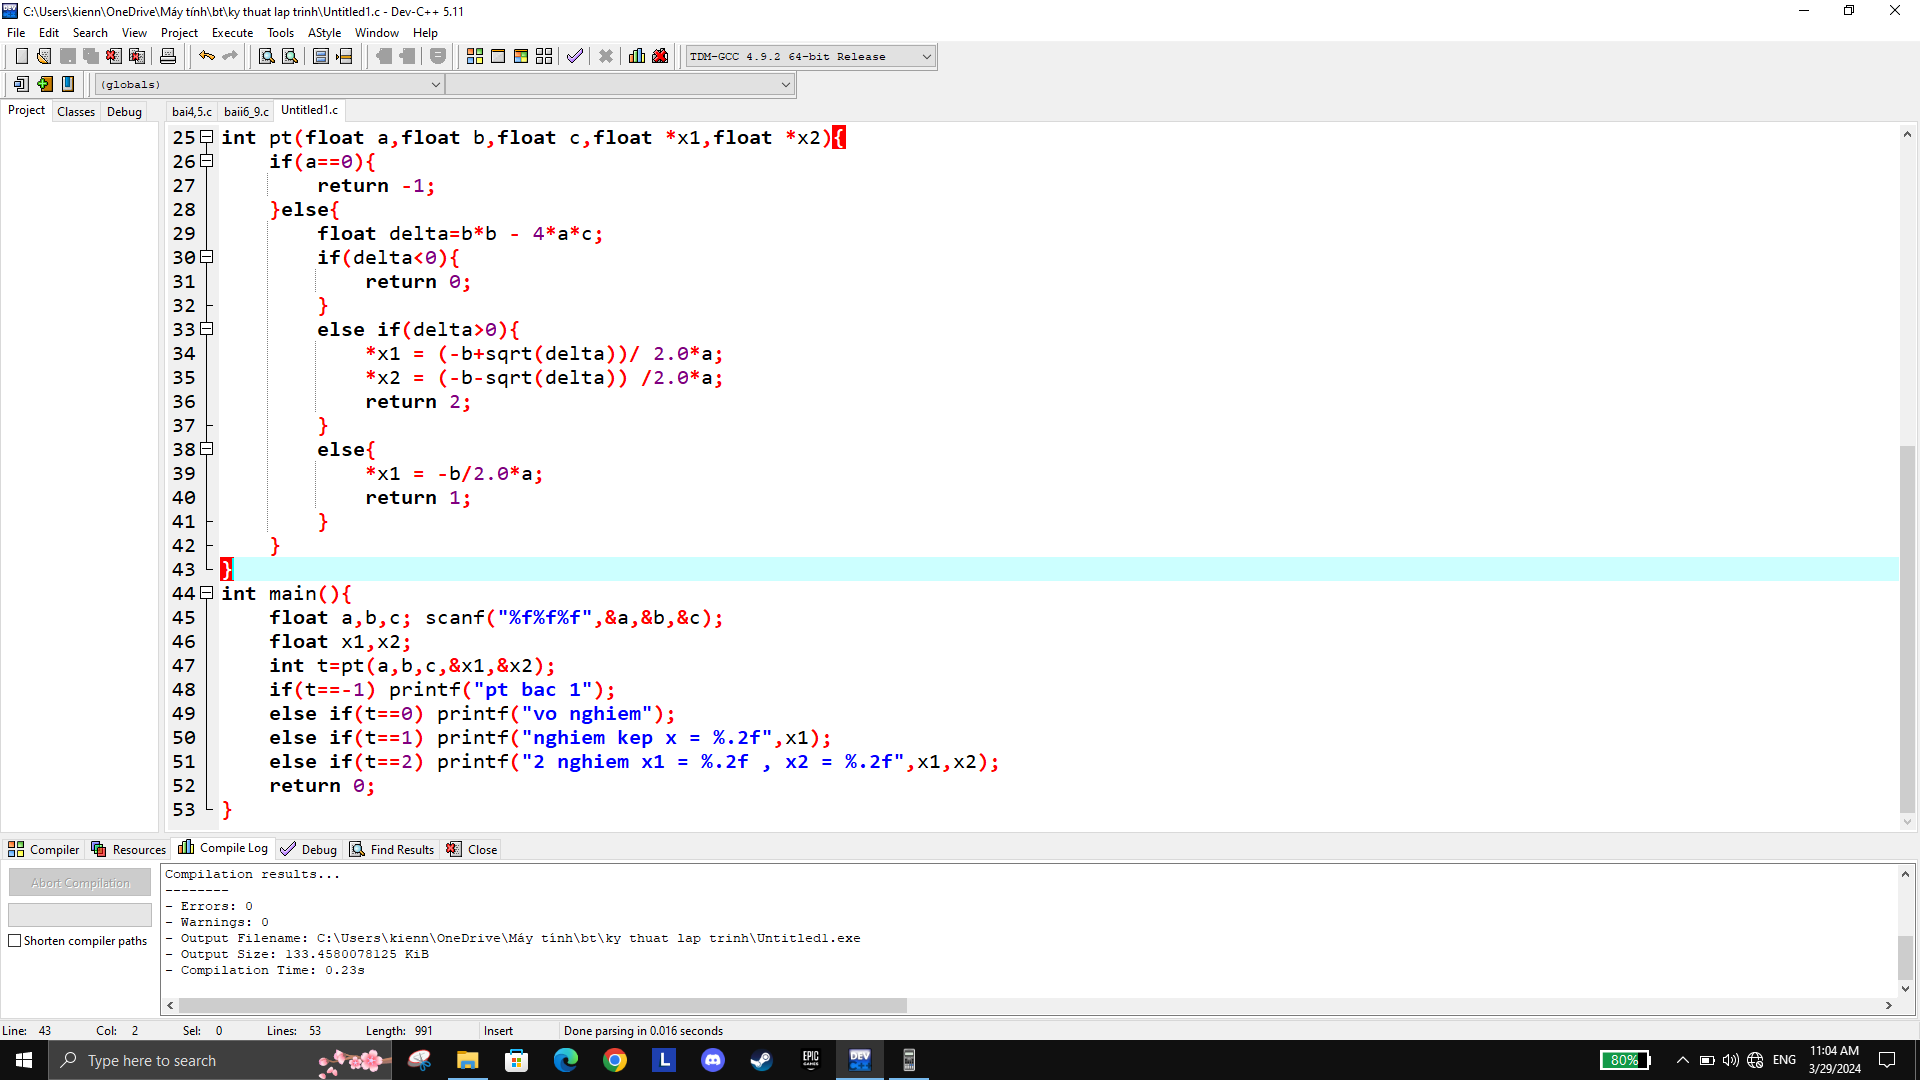 C:\Users\kienn\OneDrive\Máy tính\bt\ky thuat lap trinh\Untitled1.c - Dev-C++ 5.11
File Edit Search View Project Execute Tools AStyle Window Help
TDM-GCC 4.9.2 64-bit Release
(globals)
Project Classes Debug bai4,5.c baii6_9.c Untitled1.c
25 int pt(float a,float b,float c,float *x1,float *x2){
26 if(a==0){
27 return -1;
28 }else{
29 float delta=b*b - 4*a*c;
30 if(delta<0){
31 return 0;
32 }
33 else if(delta>0){
34 *x1 = (-b+sqrt(delta))/ 2.0*a;
35 *x2 = (-b-sqrt(delta)) /2.0*a;
36 return 2;
37 }
38 else{
39 *x1 = -b/2.0*a;
40 return 1;
41 }
42 }
43 }
44 int main(){
45 float a,b,c; scanf("%f%f%f",&a,&b,&c);
46 float x1,x2;
47 int t=pt(a,b,c,&x1,&x2);
48 if(t==-1) printf("pt bac 1");
49 else if(t==0) printf("vo nghiem");
50 else if(t==1) printf("nghiem kep x = %.2f",x1);
51 else if(t==2) printf("2 nghiem x1 = %.2f , x2 = %.2f",x1,x2);
52 return 0;
53 }
Compiler Resources Compile Log Debug Find Results Close
Abort Compilation
Shorten compiler paths
Compilation results...
--------
- Errors: 0
- Warnings: 0
- Output Filename: C:\Users\kienn\OneDrive\Máy tính\bt\ky thuat lap trinh\Untitled1.exe
- Output Size: 133.4580078125 KiB
- Compilation Time: 0.23s
Line: 43 Col: 2 Sel: 0 Lines: 53 Length: 991 Insert Done parsing in 0.016 seconds
Type here to search
L
EPIC GAMES
DEV
80%
ENG
11:04 AM
3/29/2024